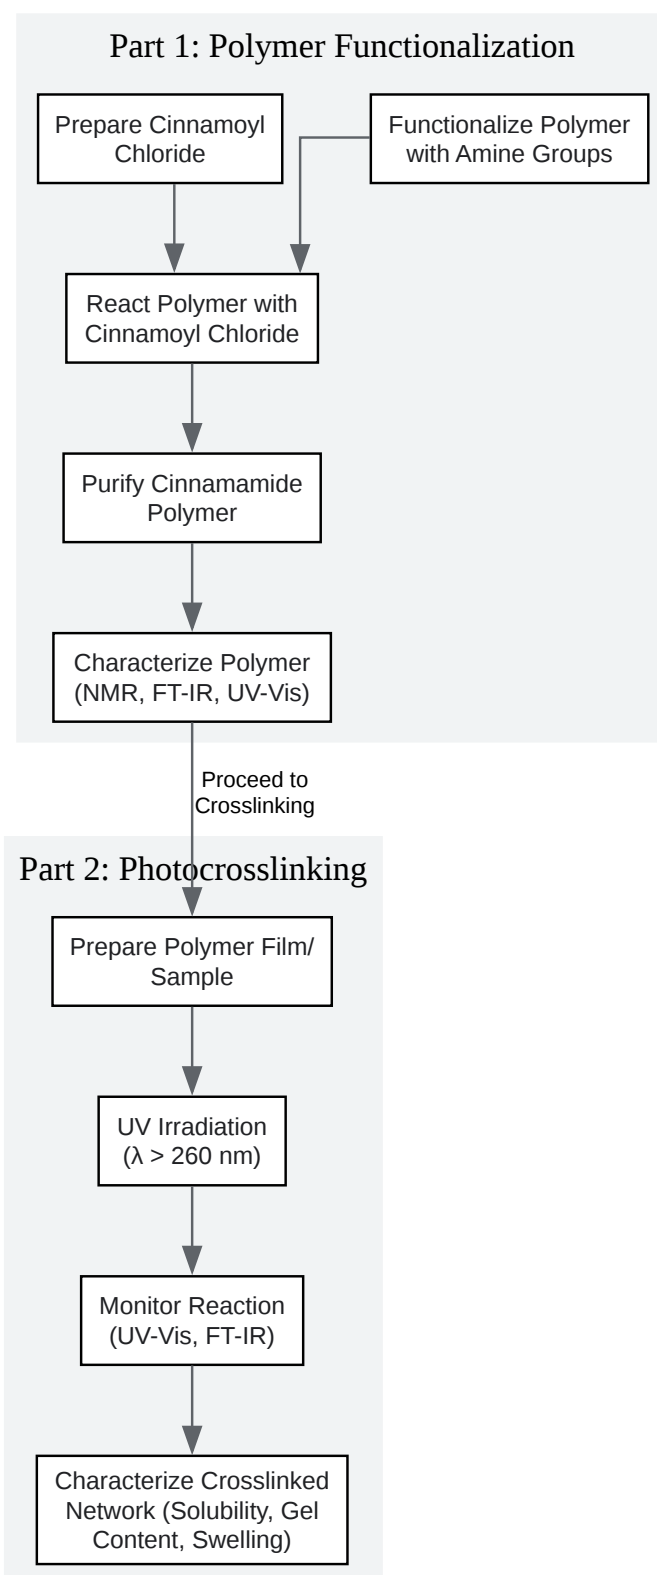 Part 1: Polymer Functionalization
Prepare Cinnamoyl
Chloride
Functionalize Polymer
with Amine Groups
React Polymer with
Cinnamoyl Chloride
Purify Cinnamamide
Polymer
Characterize Polymer
(NMR, FT-IR, UV-Vis)
Proceed to
Crosslinking
Part 2: Photocrosslinking
Prepare Polymer Film/
Sample
UV Irradiation
(λ > 260 nm)
Monitor Reaction
(UV-Vis, FT-IR)
Characterize Crosslinked
Network (Solubility, Gel
Content, Swelling)